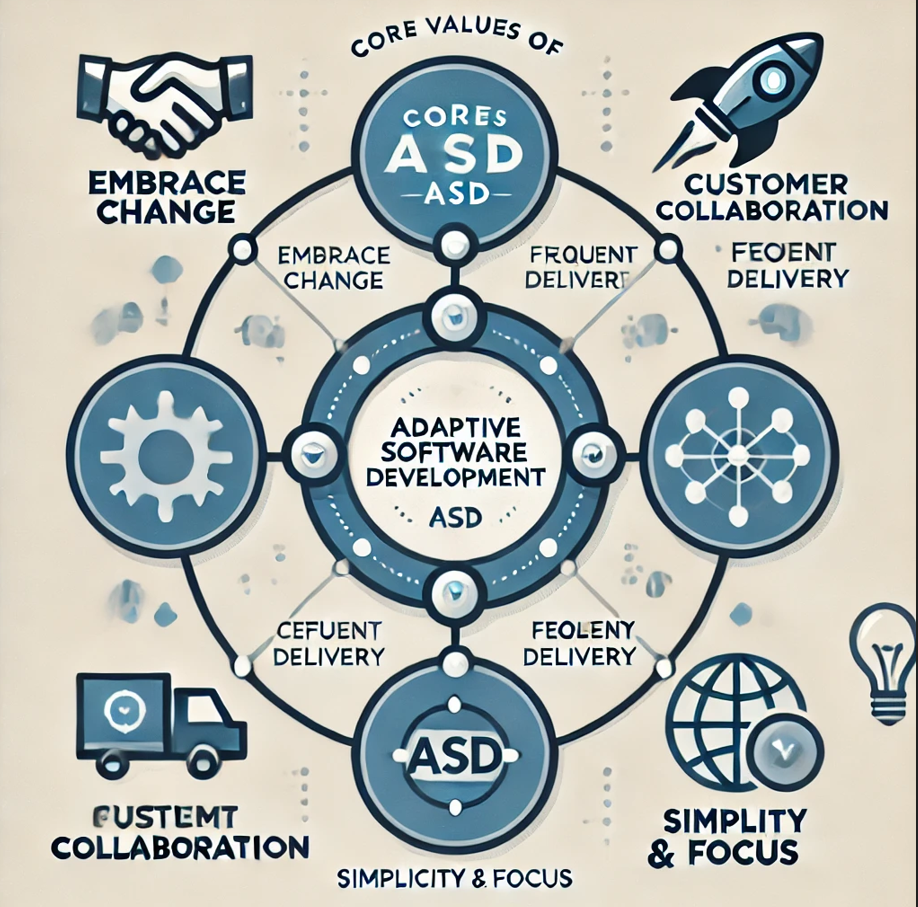 CORE VALUES OF
CORES
ASD
-ASD-
EMBRACE
CHANGE
CUSTOMER
COLLABORATION
EMBRACE
CHANGE
FRQUENT
DELIVERF
FEOENT
DELIVERY
ADAPTIVE
SOFTWARE
DEVELOPMENT
ASD
CEFUENT
DELIVERY
FEOLENY
DELIVERY
ASD
FUSTEMT
COLLABORATION
SIMPLITY
& FOCUS
SIMPLICITY & FOCUS